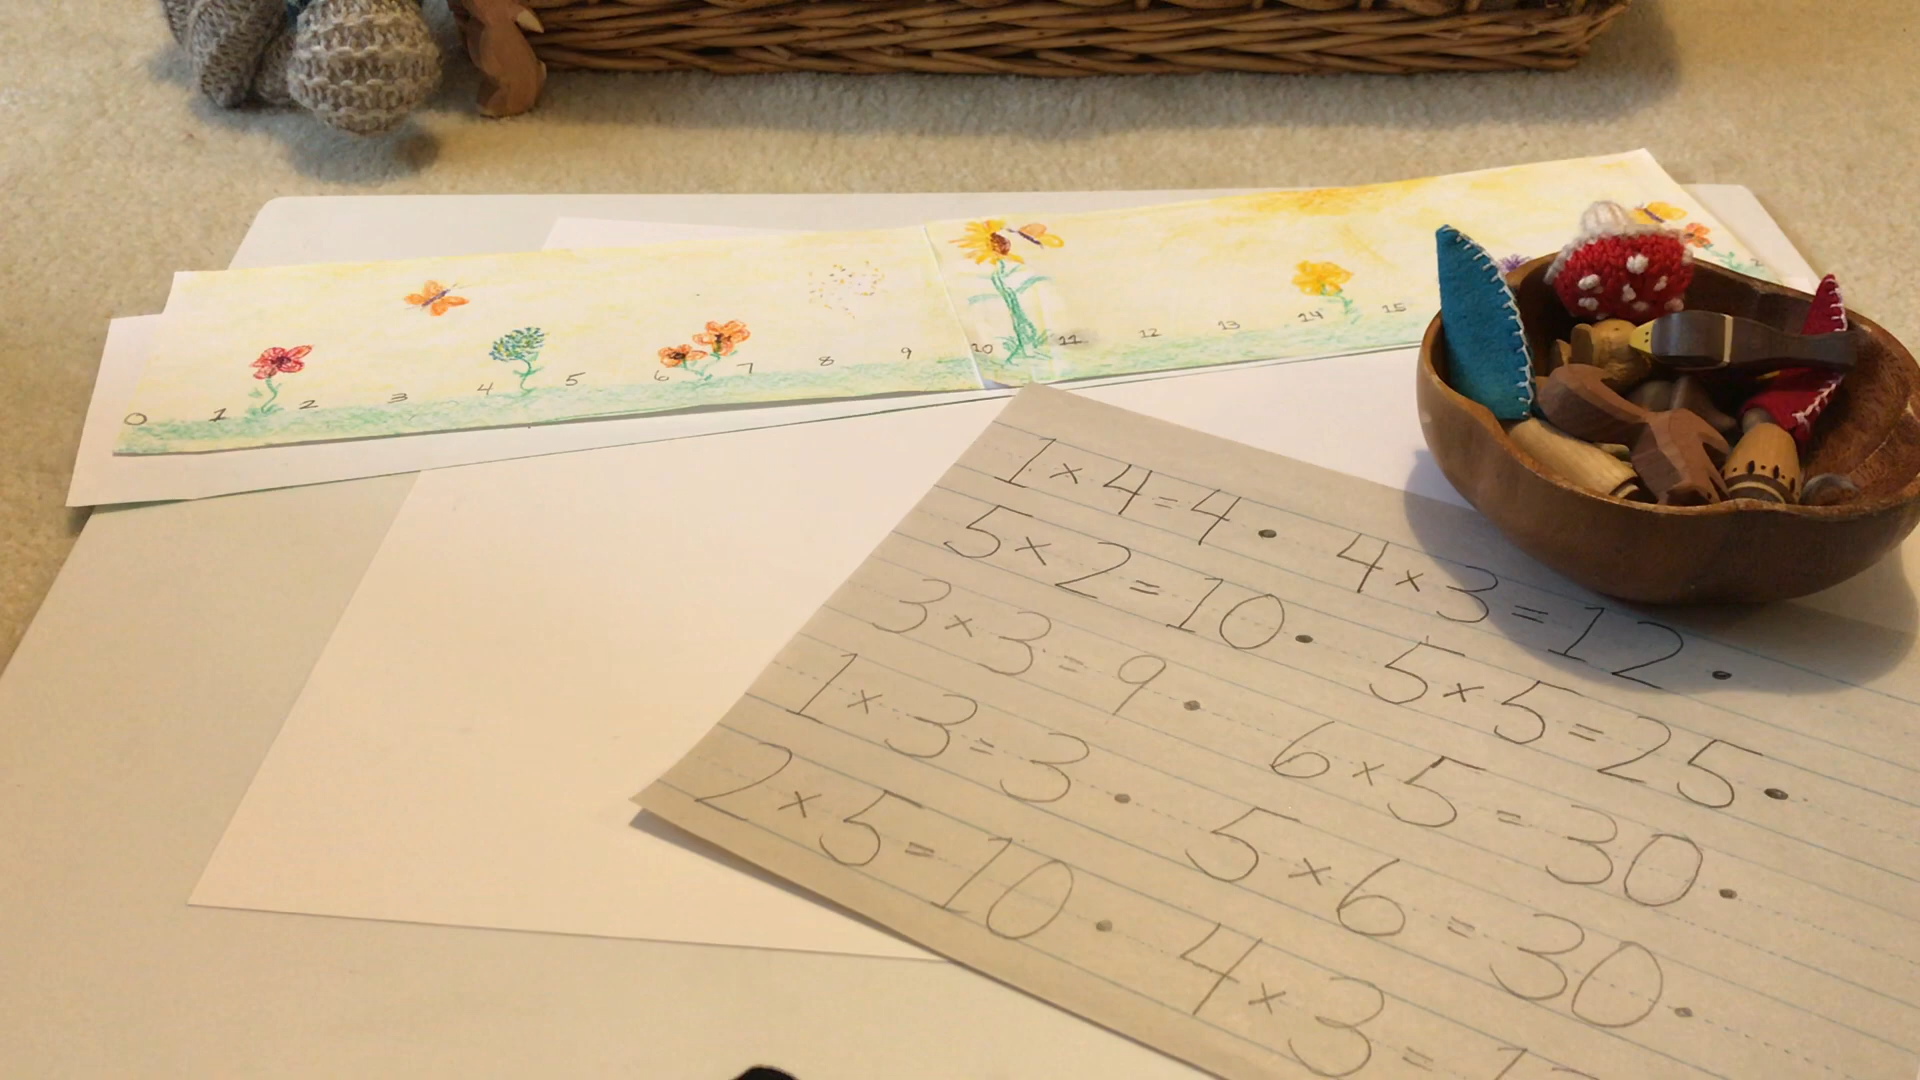 0 1 2 3 4 5 6 7 8 9 10 11 12 13 14 15
1 × 4 = 4 • 4 × 3 = 12 •
5 × 2 = 10 • 5 × 5 = 25 •
3 × 3 = 9 • 6 × 5 = 30 •
1 × 3 = 3 • 5 × 6 = 30 •
2 × 5 = 10 • 4 × 3 =